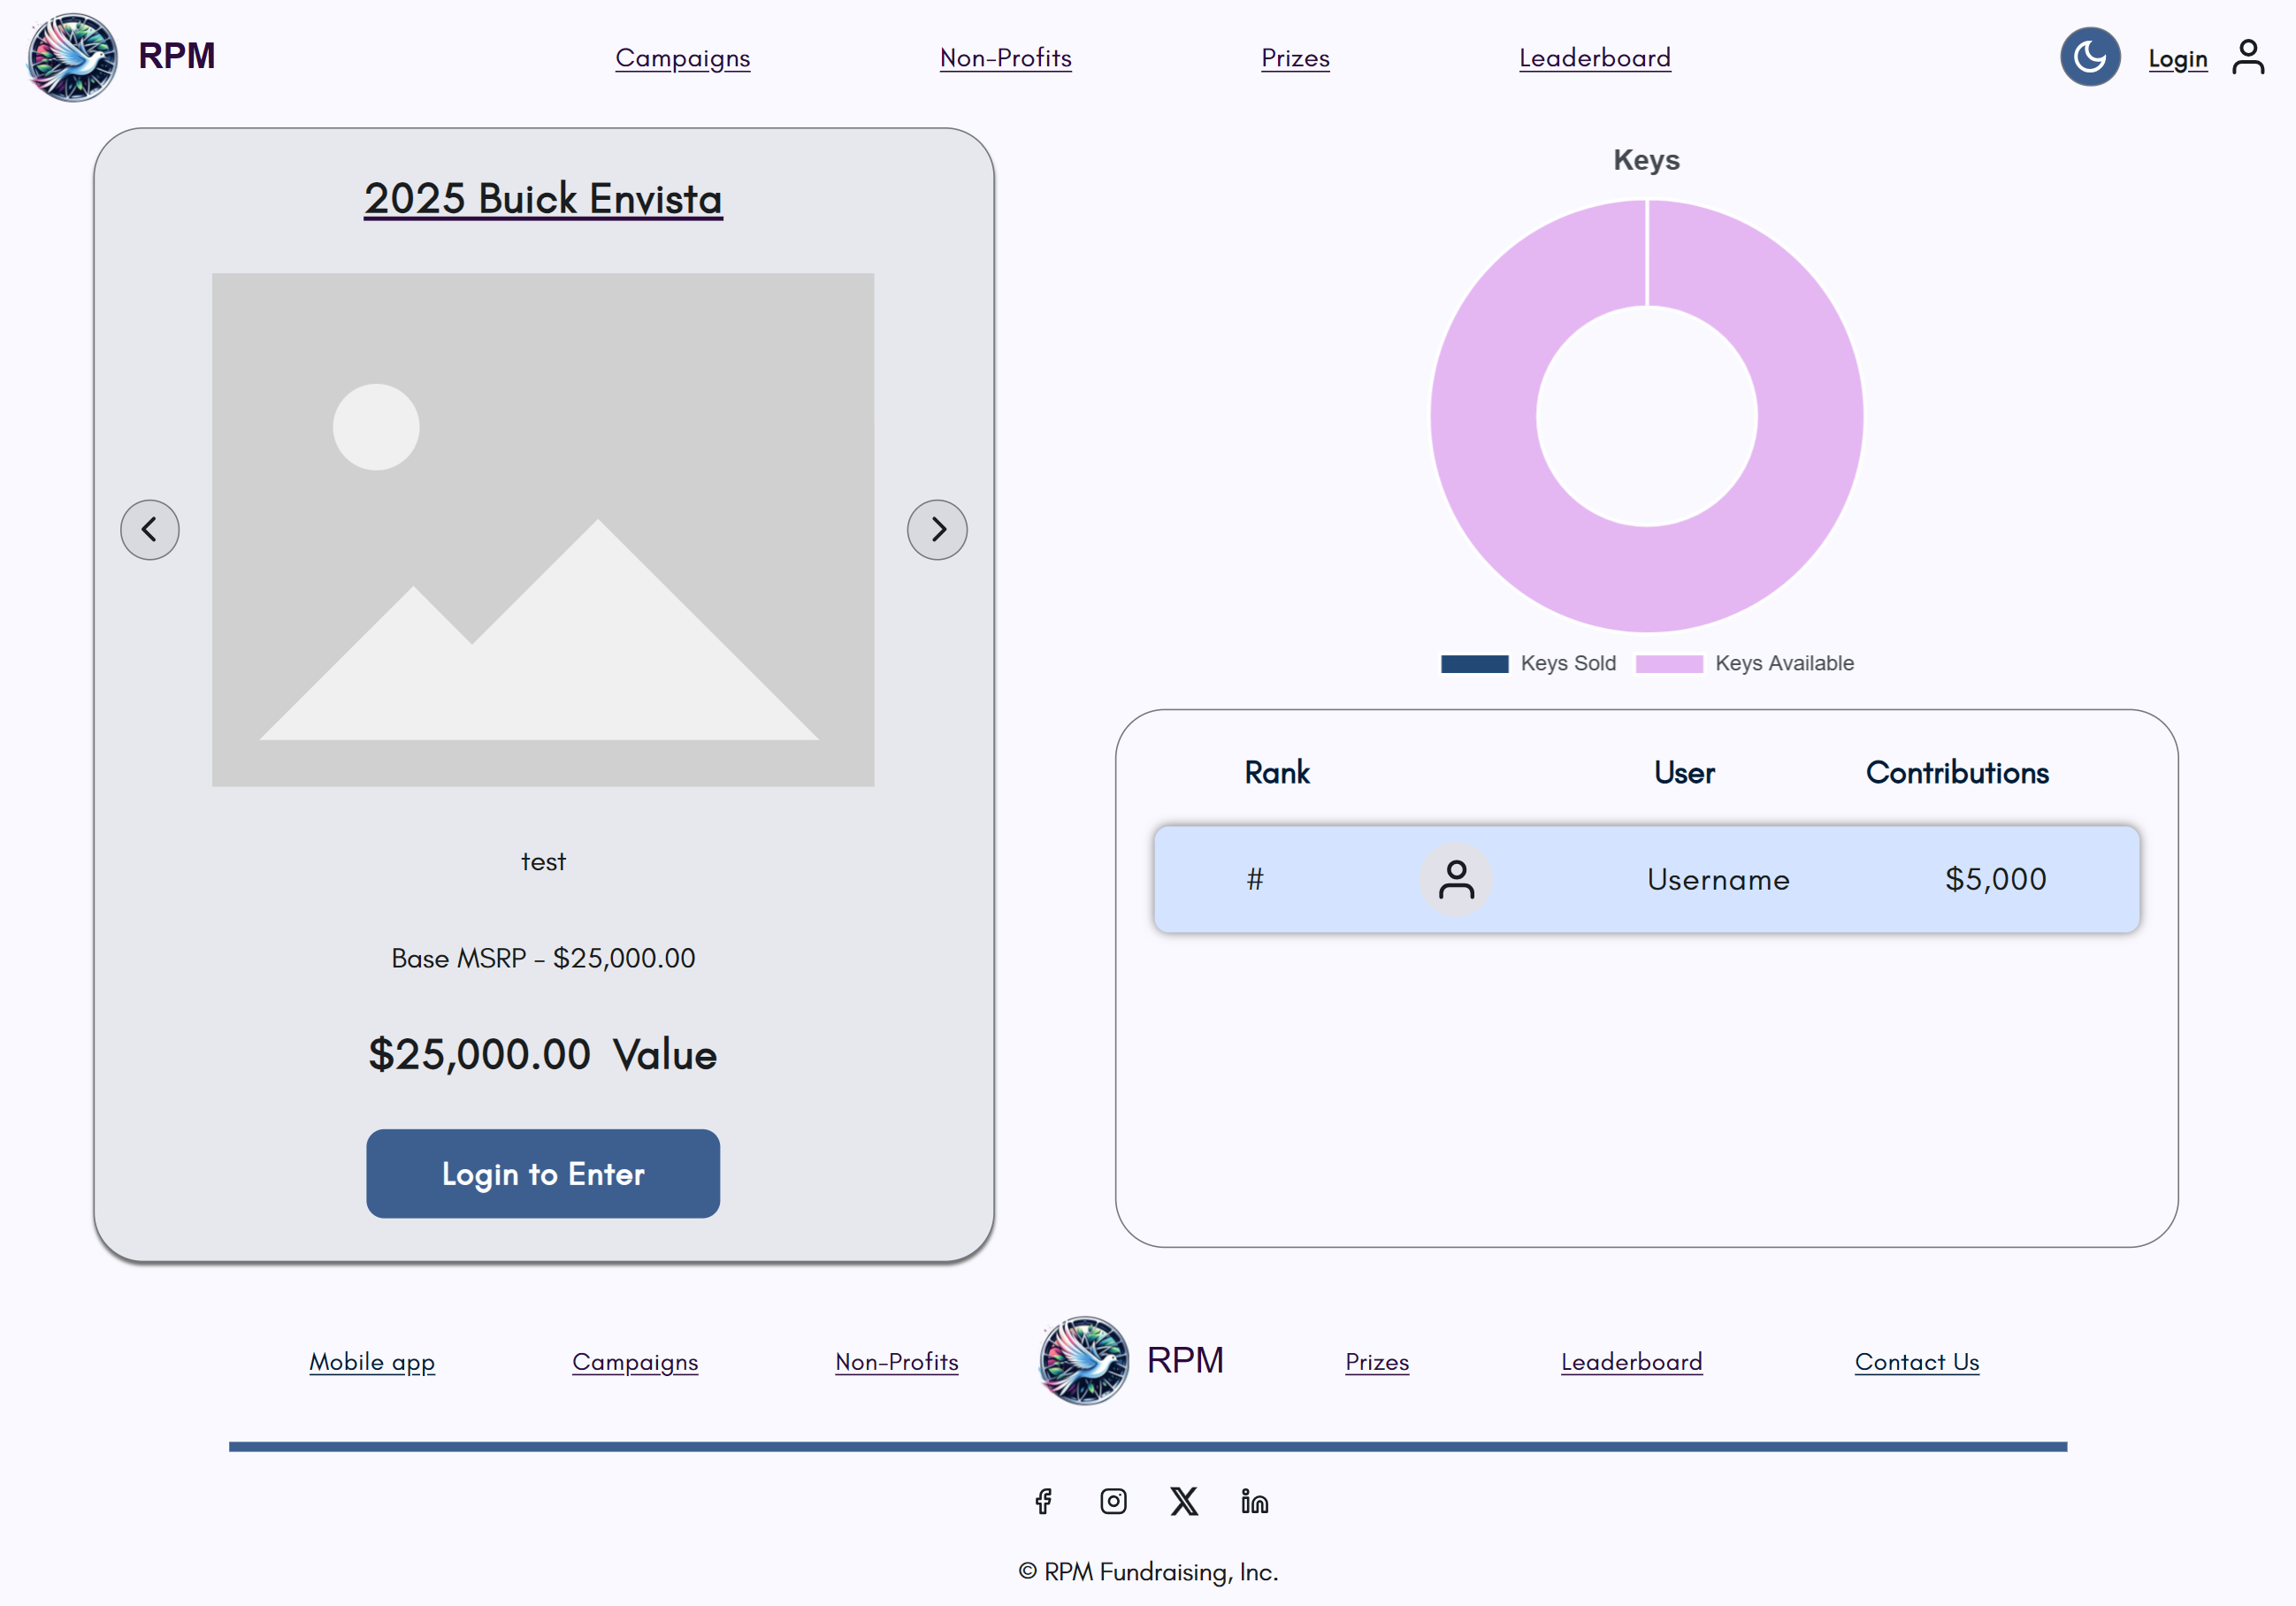 RPM
Campaigns
Non-Profits
Prizes
Leaderboard
Login
2025 Buick Envista
test
Base MSRP - $25,000.00
$25,000.00 Value
Login to Enter
Keys
Keys Sold
Keys Available
Rank User Contributions
# Username $5,000
Mobile app
Campaigns
Non-Profits
RPM
Prizes
Leaderboard
Contact Us
© RPM Fundraising, Inc.